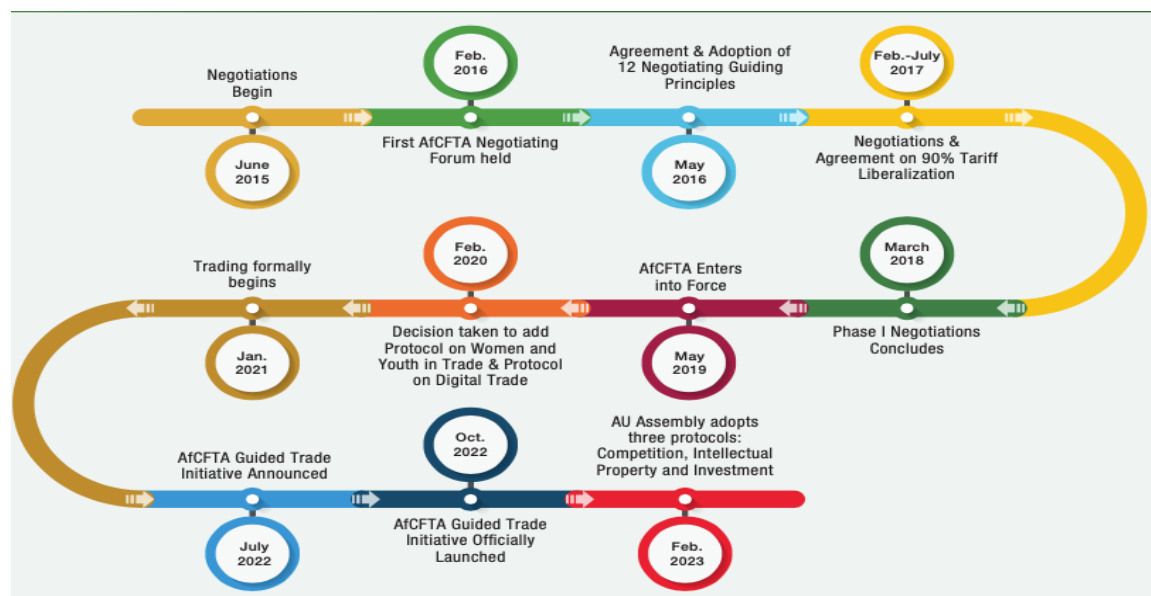 Negotiations
Begin
June
2015
Feb.
2016
First AfCFTA Negotiating
Forum held
Agreement & Adoption of
12 Negotiating Guiding
Principles
May
2016
Feb.-July
2017
Negotiations &
Agreement on 90% Tariff
Liberalization
March
2018
Phase I Negotiations
Concludes
AfCFTA Enters
into Force
May
2019
Feb.
2020
Decision taken to add
Protocol on Women and
Youth in Trade & Protocol
on Digital Trade
Trading formally
begins
Jan.
2021
AfCFTA Guided Trade
Initiative Announced
July
2022
Oct.
2022
AfCFTA Guided Trade
Initiative Officially
Launched
AU Assembly adopts
three protocols:
Competition, Intellectual
Property and Investment
Feb.
2023